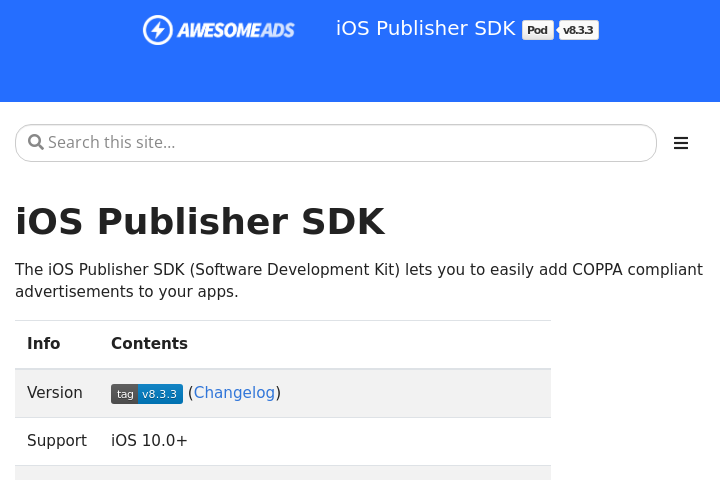 AWESOMEADS iOS Publisher SDK Pod v8.3.3
Search this site…
iOS Publisher SDK
The iOS Publisher SDK (Software Development Kit) lets you to easily add COPPA compliant
advertisements to your apps.
Info Contents
Version tag v8.3.3 (Changelog)
Support iOS 10.0+